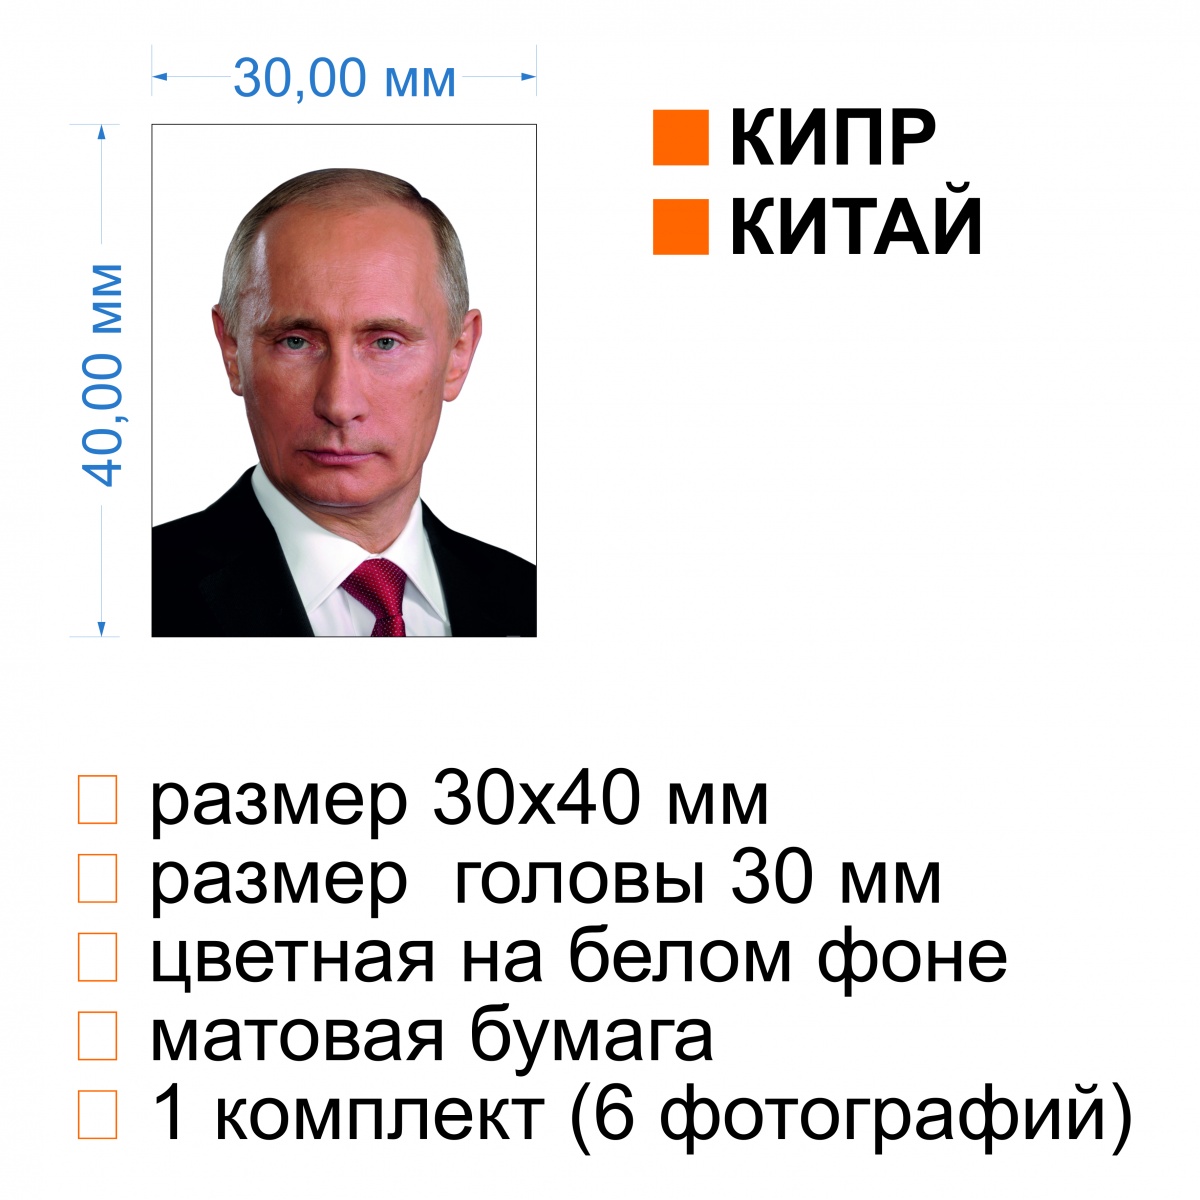 30,00 мм
КИПР
КИТАЙ
40,00 мм
размер 30х40 мм
размер головы 30 мм
цветная на белом фоне
матовая бумага
1 комплект (6 фотографий)